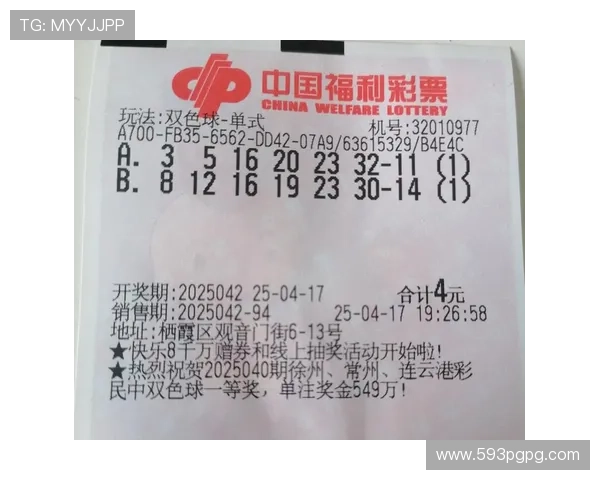 TG: MYYJJPP
中国福利彩票
CHINA WELFARE LOTTERY
玩法:双色球-单式 机号:32010977
A700-FB35-6562-DD42-07A9/63615329/B4E4C
A. 3 5 16 20 23 32-11 (1)
B. 8 12 16 19 23 30-14 (1)
开奖期:2025042 25-04-17 合计4元
销售期:2025042-94 25-04-17 19:26:58
地址:栖霞区观音门街6-13号
★快乐8千万赠券和线上抽奖活动开始啦!
★热烈祝贺2025040期徐州、常州、连云港彩
民中双色球一等奖,单注奖金549万!
www.593pgpg.com